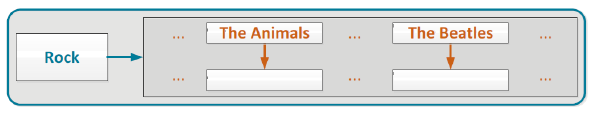 ... The Animals ... The Beatles ...
Rock
... ... ...